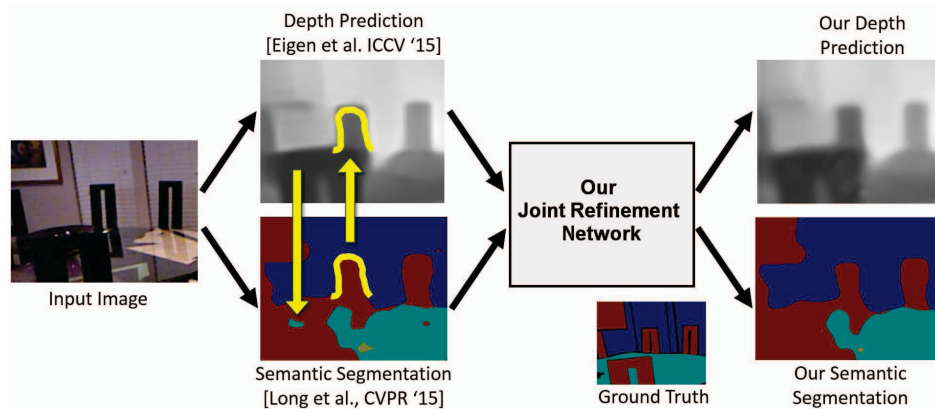 Depth Prediction
[Eigen et al. ICCV ‘15]
Our Depth
Prediction
Input Image
Our
Joint Refinement
Network
Semantic Segmentation
[Long et al., CVPR ‘15]
Ground Truth
Our Semantic
Segmentation